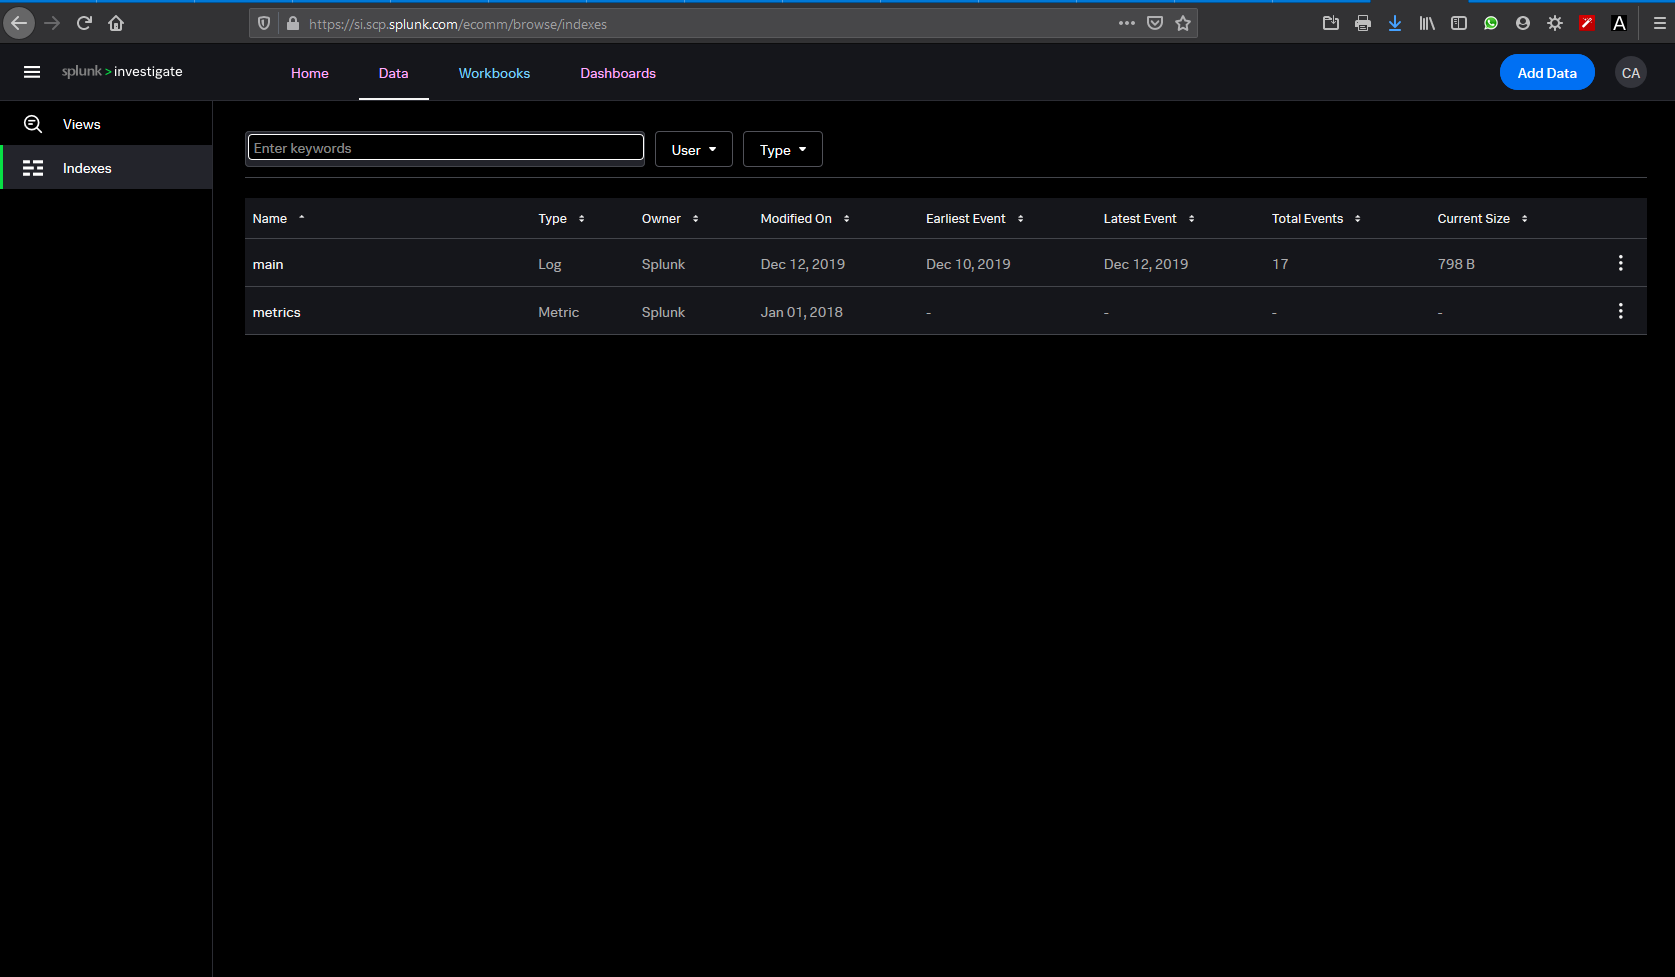 https://si.scp.splunk.com/ecomm/browse/indexes
splunk>investigate Home Data Workbooks Dashboards Add Data CA
Views
Indexes
Enter keywords User Type
Name Type Owner Modified On Earliest Event Latest Event Total Events Current Size
main Log Splunk Dec 12, 2019 Dec 10, 2019 Dec 12, 2019 17 798 B
metrics Metric Splunk Jan 01, 2018 - - - -